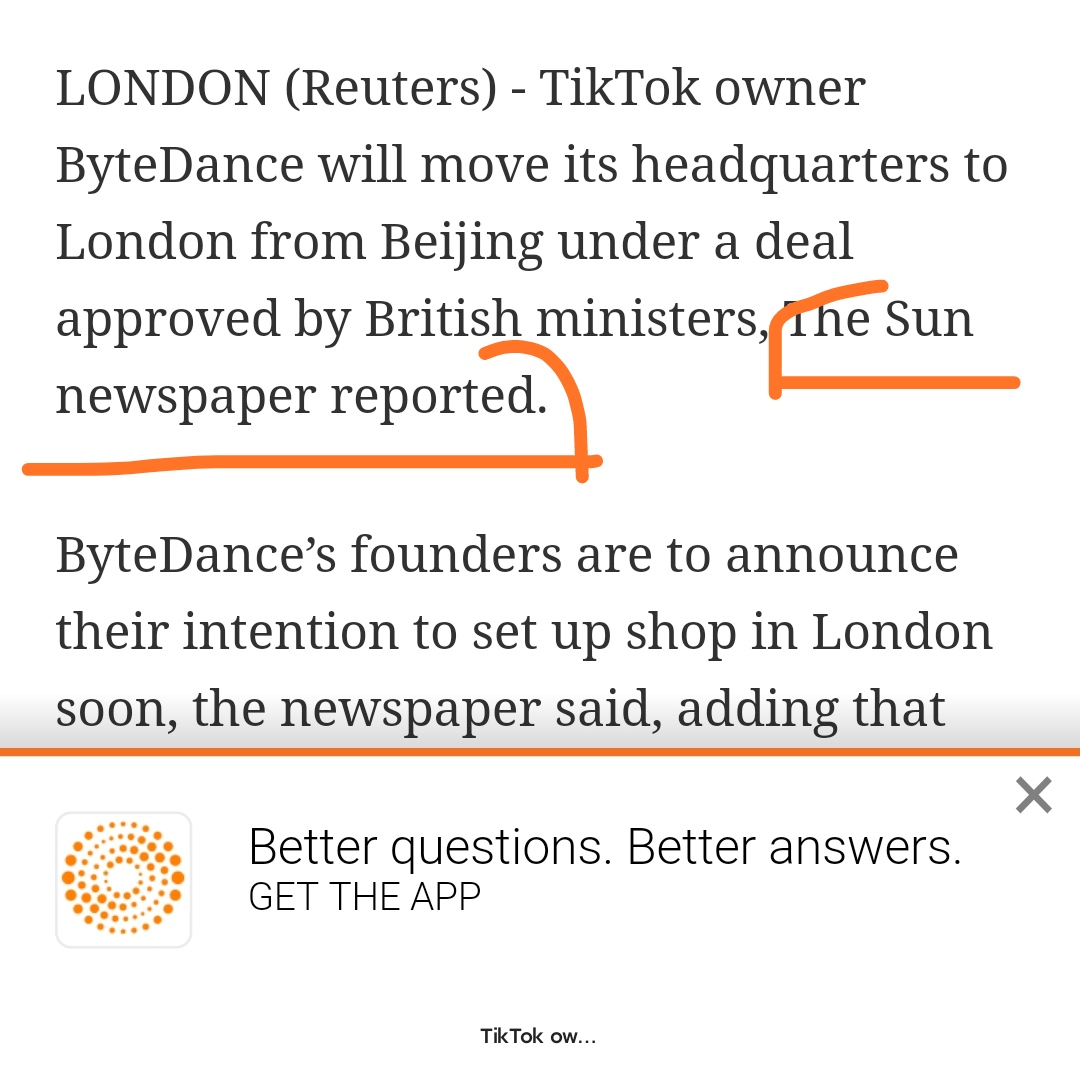 LONDON (Reuters) - TikTok owner
ByteDance will move its headquarters to
London from Beijing under a deal
approved by British ministers, The Sun
newspaper reported.
ByteDance’s founders are to announce
their intention to set up shop in London
soon, the newspaper said, adding that
Better questions. Better answers.
GET THE APP
TikTok ow...